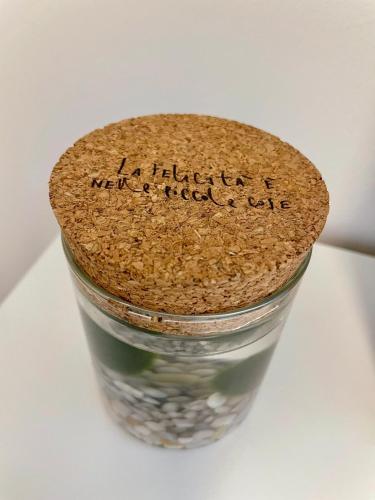 LA FELICITÀ È
NELLE PICCOLE COSE